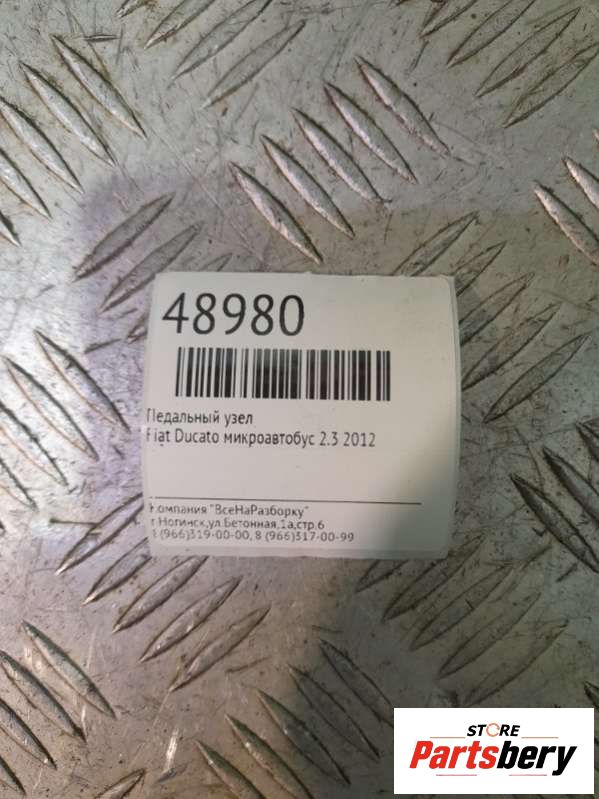 48980
Педальный узел
Fiat Ducato микроавтобус 2.3 2012
Компания "ВсеНаРазборку"
г.Ногинск,ул.Бетонная,1а,стр.6
8 (966)319-00-00, 8 (966)317-00-99
STORE
Partsbery